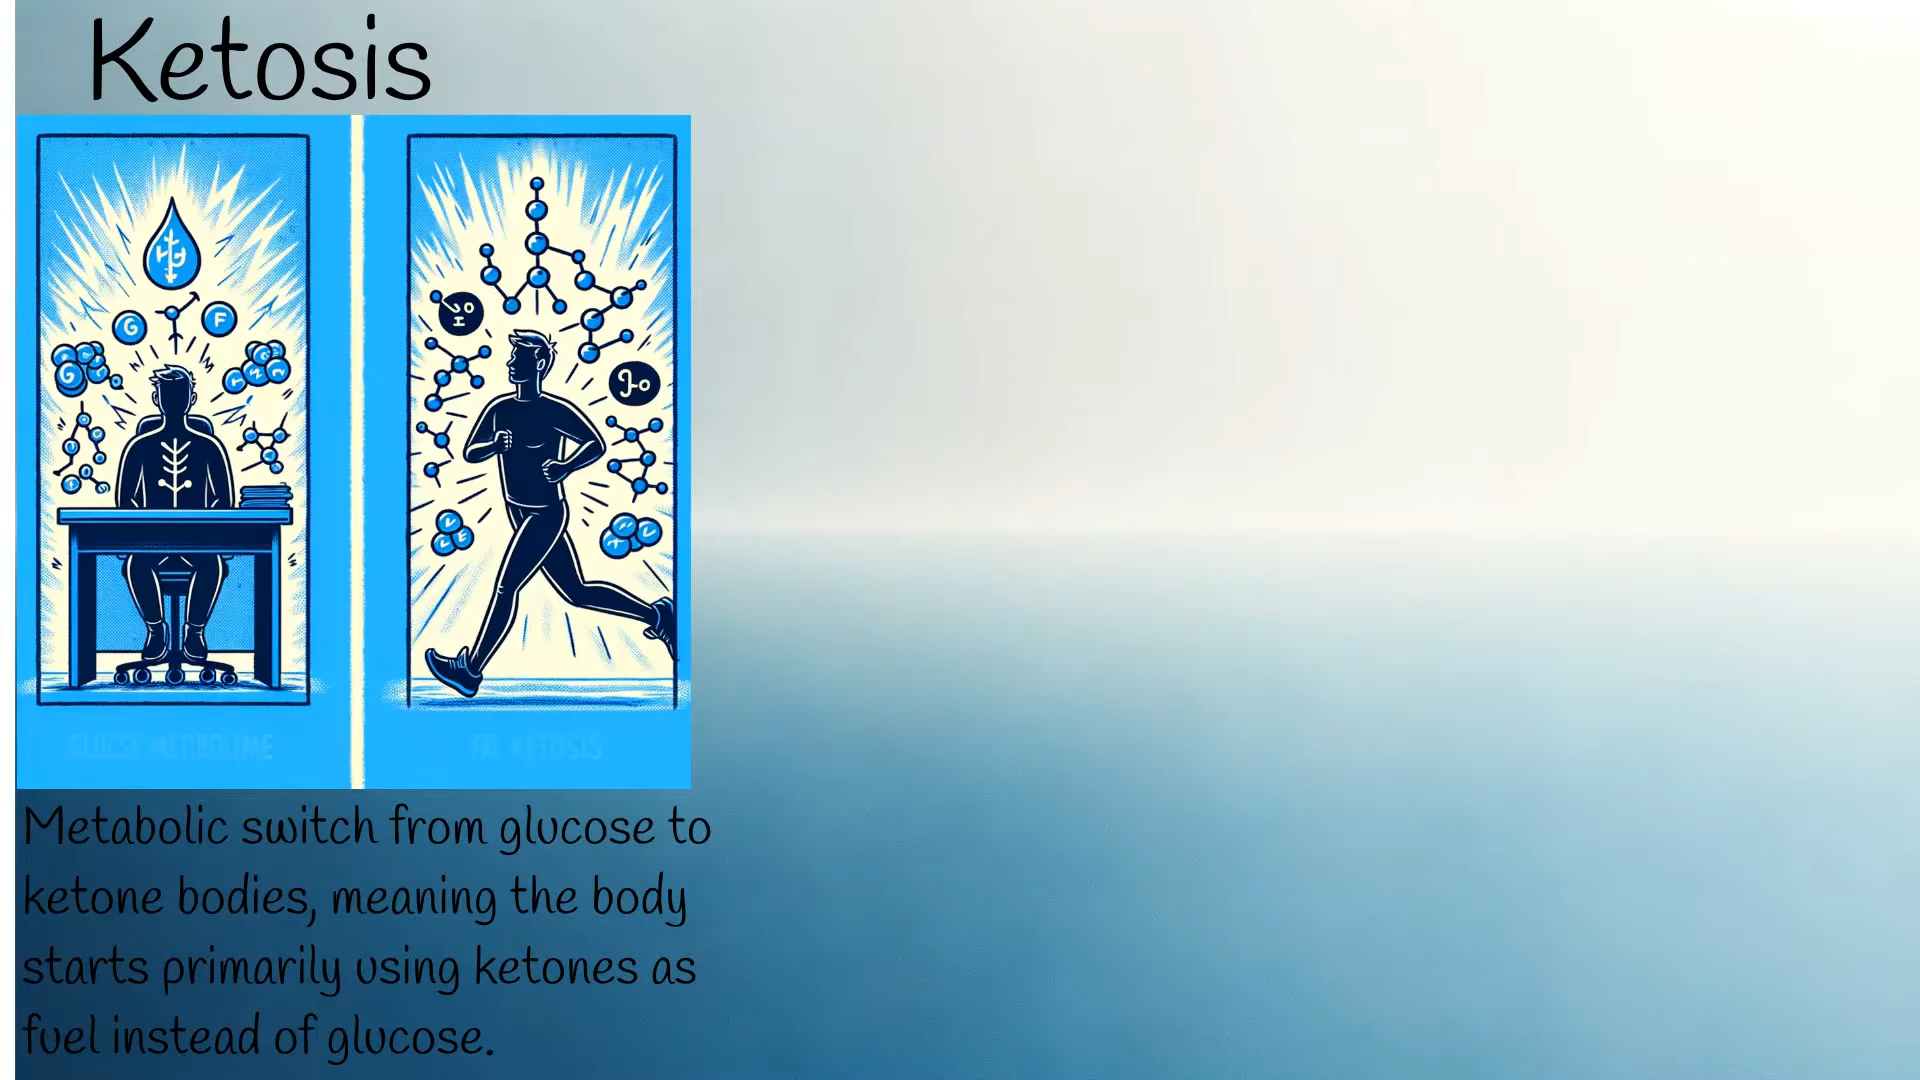 Ketosis
G
F
G
Metabolic switch from glucose to
ketone bodies, meaning the body
starts primarily using ketones as
fuel instead of glucose.